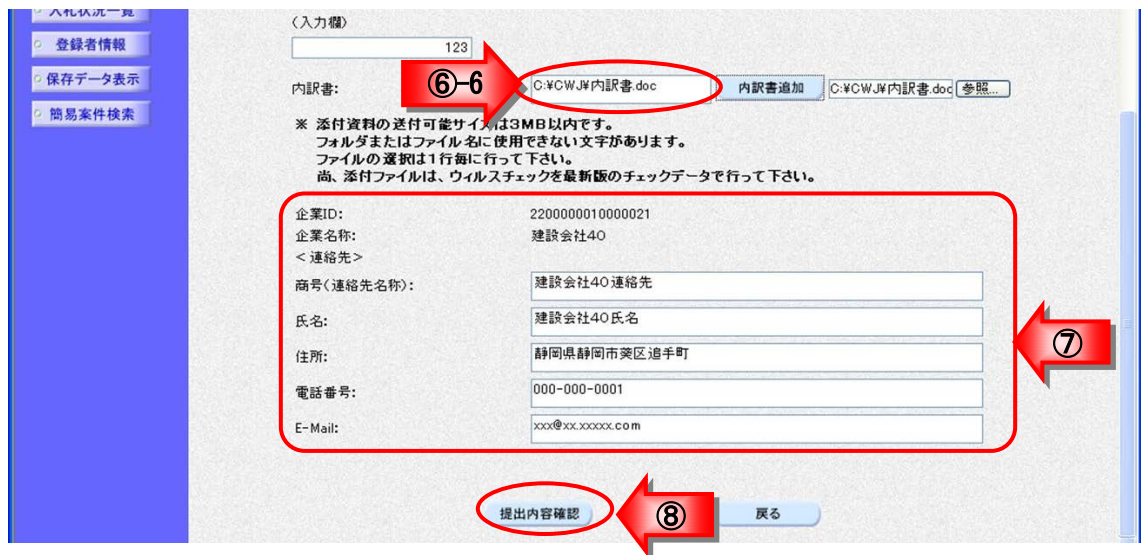 入札状況一覧
登録者情報
保存データ表示
簡易案件検索
(入力欄)
123
内訳書:
⑥-6
C:¥CWJ¥内訳書.doc
内訳書追加
C:¥CWJ¥内訳書.doc
参照...
※ 添付資料の送付可能サイズは3MB以内です。
フォルダまたはファイル名に使用できない文字があります。
ファイルの選択は1行毎に行って下さい。
尚、添付ファイルは、ウィルスチェックを最新版のチェックデータで行って下さい。
企業ID: 2200000010000021
企業名称: 建設会社40
<連絡先>
商号(連絡先名称): 建設会社40連絡先
氏名: 建設会社40氏名
住所: 静岡県静岡市葵区追手町
電話番号: 000-000-0001
E-Mail: xxx@xx.xxxxx.com
⑦
提出内容確認
⑧
戻る